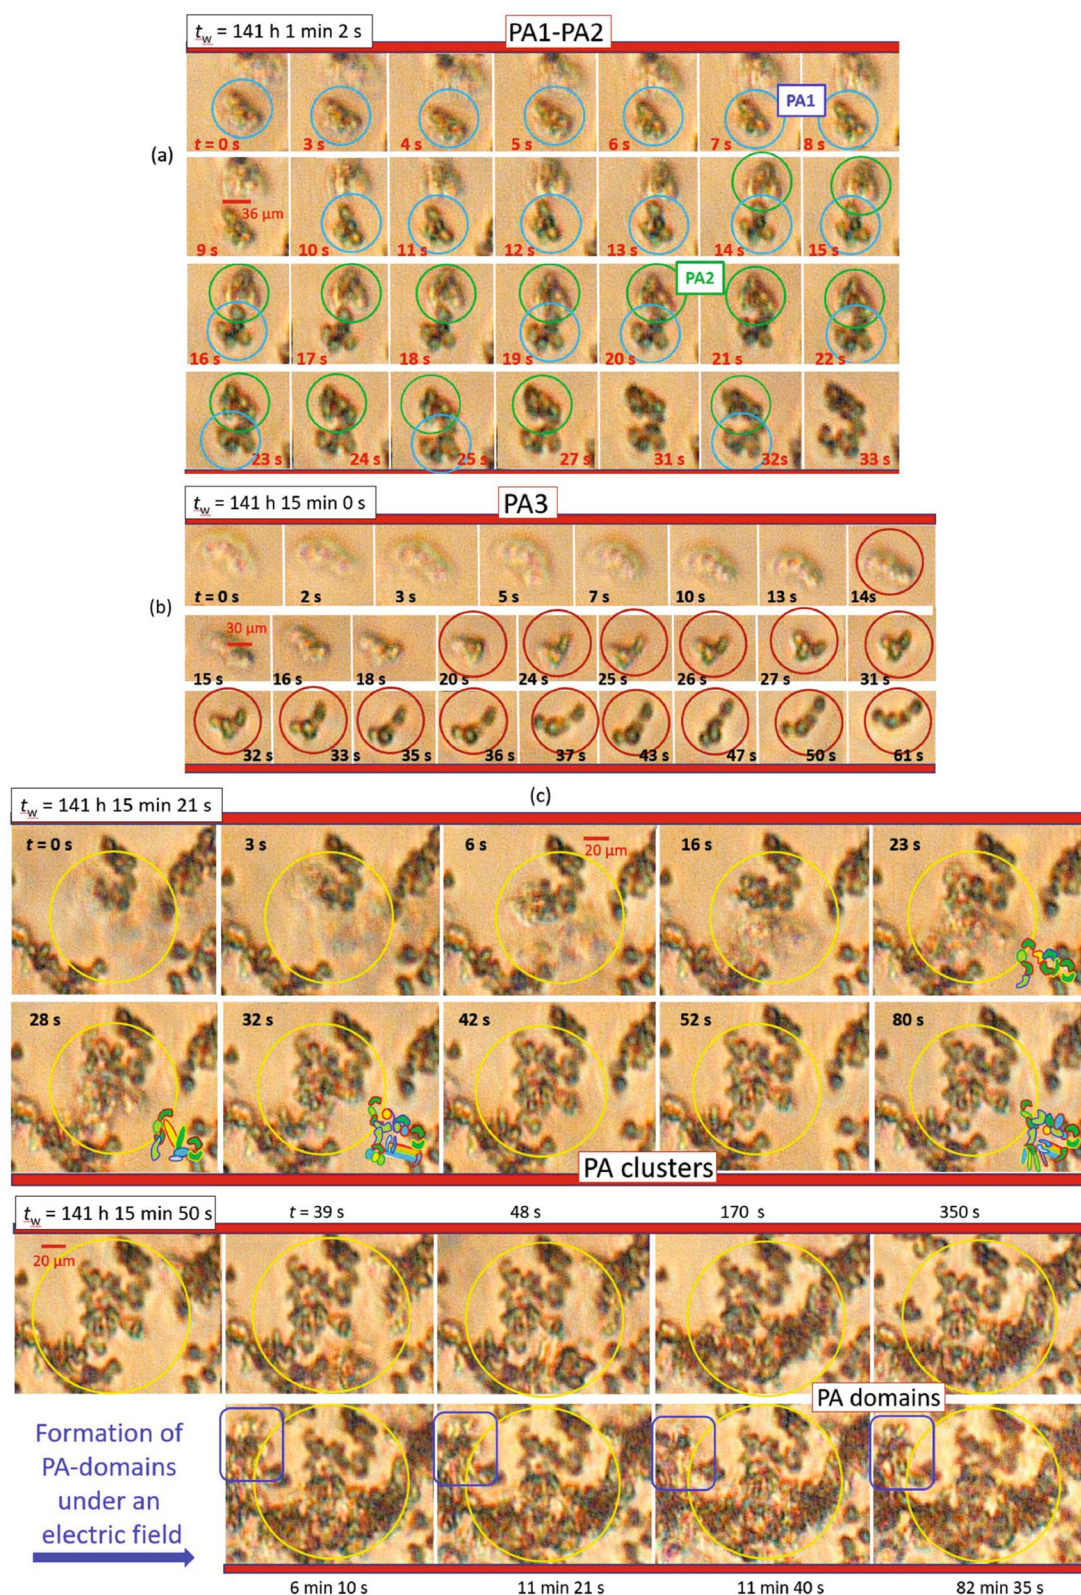 t_w = 141 h 1 min 2 s
PA1-PA2
(a)
PA1
t = 0 s 3 s 4 s 5 s 6 s 7 s 8 s
36 µm
9 s 10 s 11 s 12 s 13 s 14 s 15 s
PA2
16 s 17 s 18 s 19 s 20 s 21 s 22 s
23 s 24 s 25 s 27 s 31 s 32s 33 s
t_w = 141 h 15 min 0 s
PA3
(b)
t = 0 s 2 s 3 s 5 s 7 s 10 s 13 s 14s
30 µm
15 s 16 s 18 s 20 s 24 s 25 s 26 s 27 s 31 s
32 s 33 s 35 s 36 s 37 s 43 s 47 s 50 s 61 s
(c)
t_w = 141 h 15 min 21 s
t = 0 s 3 s 6 s 16 s 23 s
20 µm
28 s 32 s 42 s 52 s 80 s
PA clusters
t_w = 141 h 15 min 50 s
t = 39 s 48 s 170 s 350 s
20 µm
PA domains
Formation of
PA-domains
under an
electric field
6 min 10 s 11 min 21 s 11 min 40 s 82 min 35 s